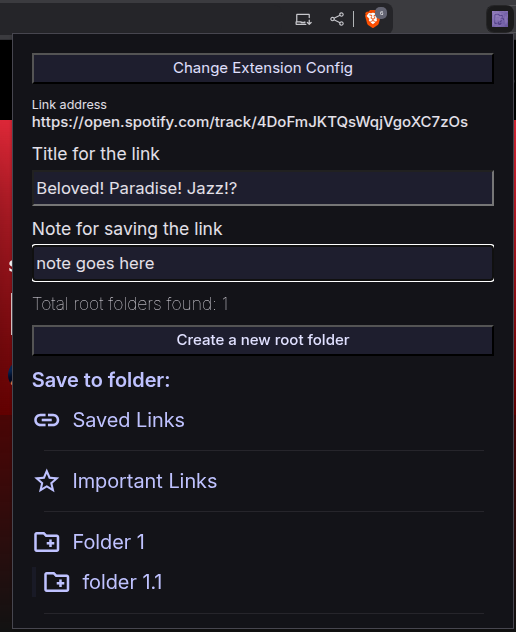 Change Extension Config
Link address
https://open.spotify.com/track/4DoFmJKTQsWqjVgoXC7zOs
Title for the link
Beloved! Paradise! Jazz!?
Note for saving the link
note goes here
Total root folders found: 1
Create a new root folder
Save to folder:
Saved Links
Important Links
Folder 1
folder 1.1